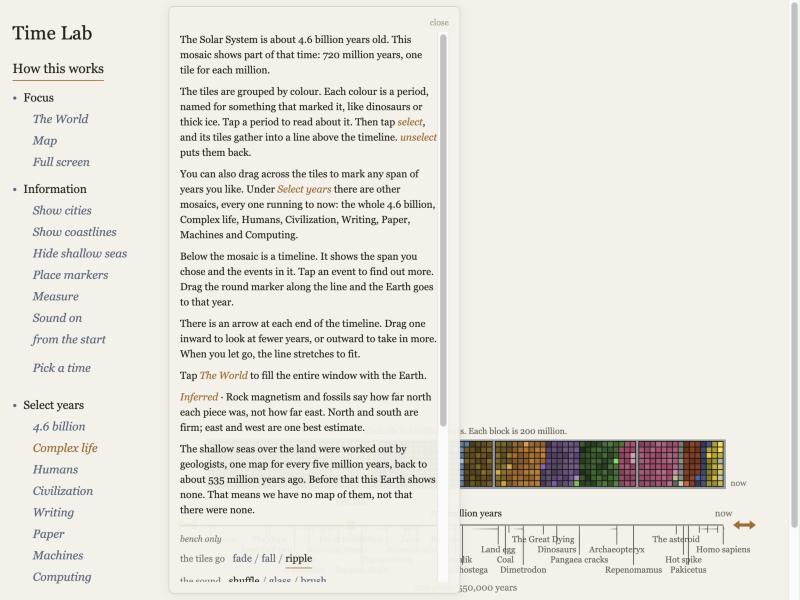 Time Lab
How this works
Focus
The World
Map
Full screen
Information
Show cities
Show coastlines
Hide shallow seas
Place markers
Measure
Sound on
from the start
Pick a time
Select years
4.6 billion
Complex life
Humans
Civilization
Writing
Paper
Machines
Computing
close
The Solar System is about 4.6 billion years old. This
mosaic shows part of that time: 720 million years, one
tile for each million.
The tiles are grouped by colour. Each colour is a period,
named for something that marked it, like dinosaurs or
thick ice. Tap a period to read about it. Then tap select,
and its tiles gather into a line above the timeline. unselect
puts them back.
You can also drag across the tiles to mark any span of
years you like. Under Select years there are other
mosaics, every one running to now: the whole 4.6 billion,
Complex life, Humans, Civilization, Writing, Paper,
Machines and Computing.
Below the mosaic is a timeline. It shows the span you
chose and the events in it. Tap an event to find out more.
Drag the round marker along the line and the Earth goes
to that year.
There is an arrow at each end of the timeline. Drag one
inward to look at fewer years, or outward to take in more.
When you let go, the line stretches to fit.
Tap The World to fill the entire window with the Earth.
Inferred · Rock magnetism and fossils say how far north
each piece was, not how far east. North and south are
firm; east and west are one best estimate.
The shallow seas over the land were worked out by
geologists, one map for every five million years, back to
about 535 million years ago. Before that this Earth shows
none. That means we have no map of them, not that
there were none.
bench only
the tiles go fade / fall / ripple
the sound shuffle / glass / brush
s. Each block is 200 million.
now
llion years
now
The Great Dying
The asteroid
Land egg
Dinosaurs
Archaeopteryx
Homo sapiens
alik
Coal
Pangaea cracks
Hot spike
hostega
Dimetrodon
Repenomamus
Pakicetus
550,000 years